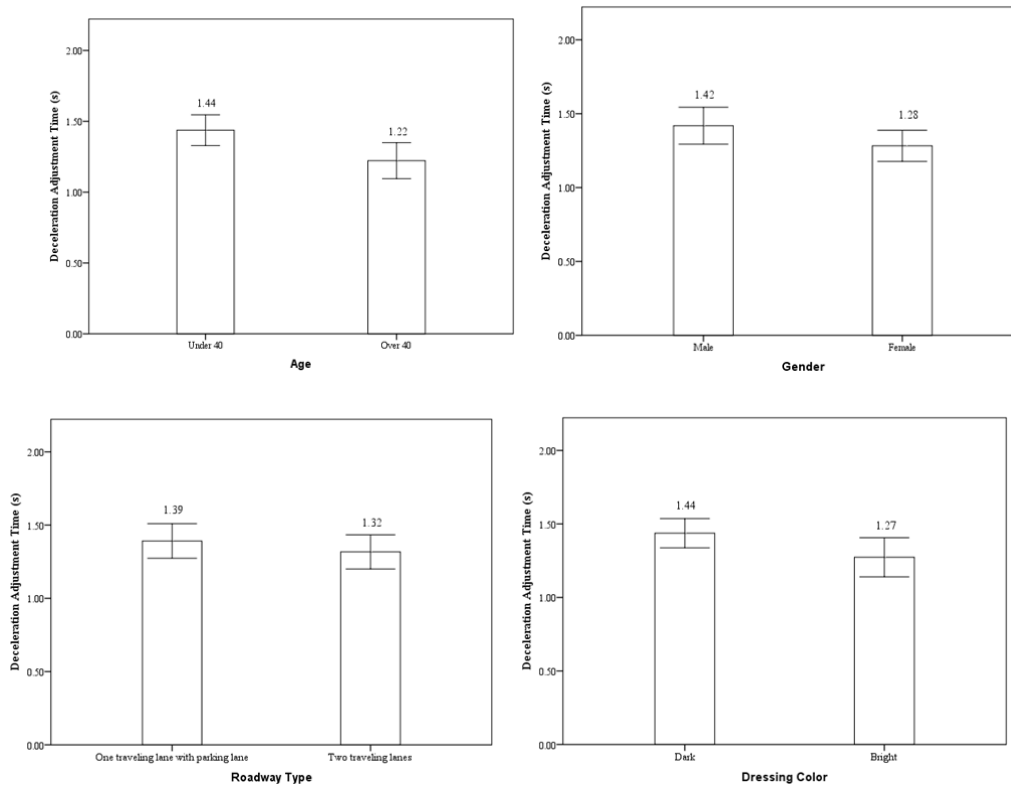 Deceleration Adjustment Time (s)
2.00
1.50
1.00
0.50
0.00
1.44
1.22
Under 40
Over 40
Age
Deceleration Adjustment Time (s)
2.00
1.50
1.00
0.50
0.00
1.42
1.28
Male
Female
Gender
Deceleration Adjustment Time (s)
2.00
1.50
1.00
0.50
0.00
1.39
1.32
One traveling lane with parking lane
Two traveling lanes
Roadway Type
Deceleration Adjustment Time (s)
2.00
1.50
1.00
0.50
0.00
1.44
1.27
Dark
Bright
Dressing Color